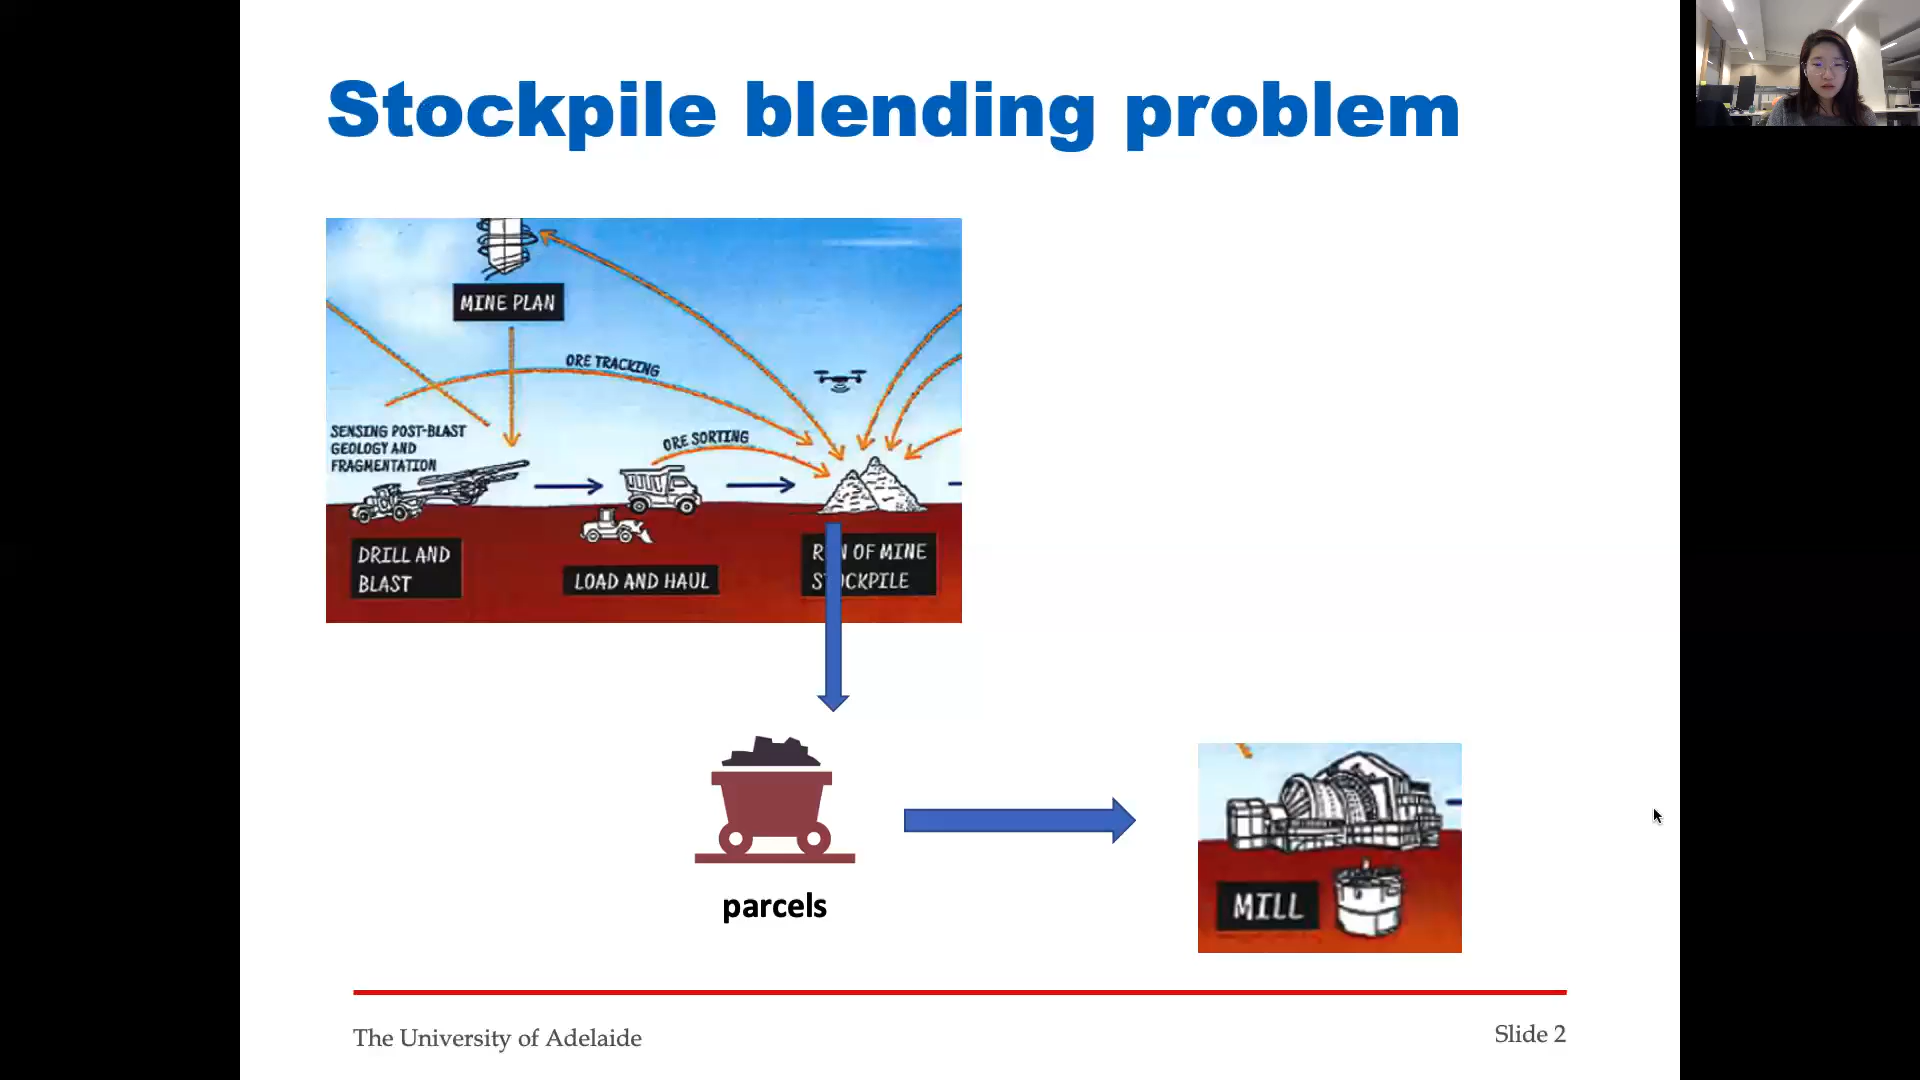 Stockpile blending problem
MINE PLAN
ORE TRACKING
SENSING POST-BLAST
GEOLOGY AND
FRAGMENTATION
ORE SORTING
DRILL AND
BLAST
LOAD AND HAUL
OF MINE
parcels
MILL
The University of Adelaide
Slide 2